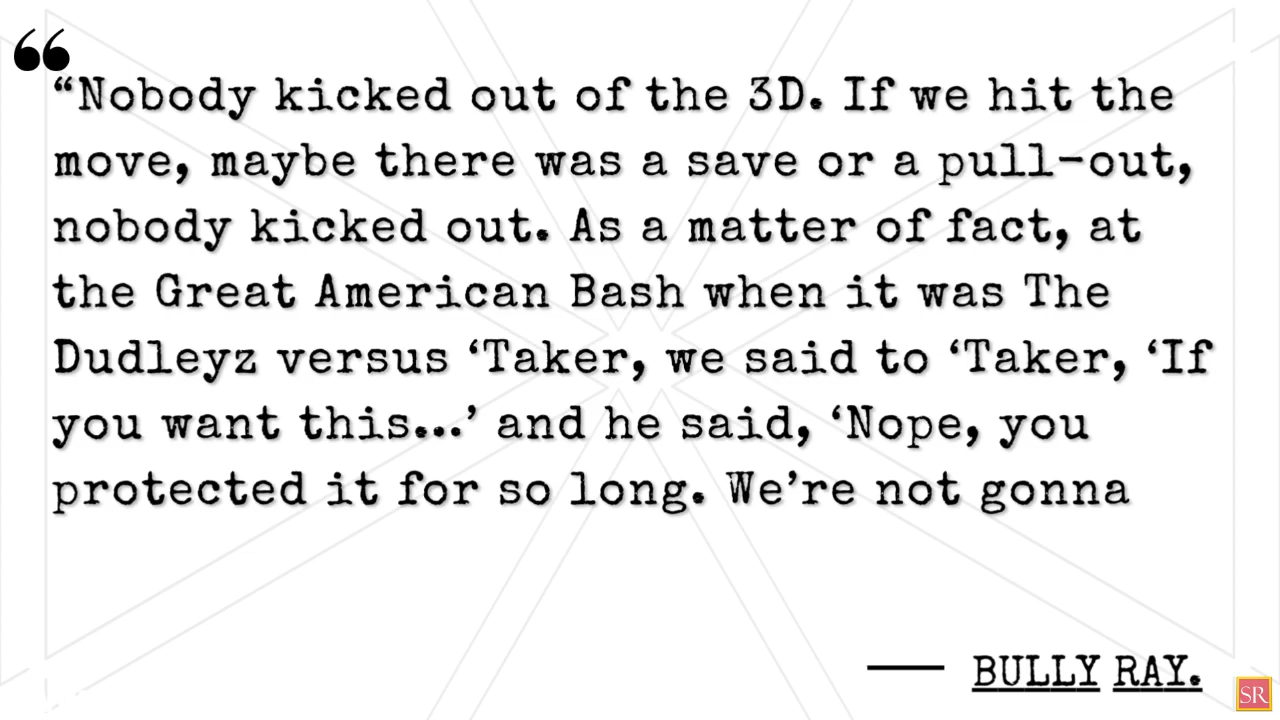 ❝
“Nobody kicked out of the 3D. If we hit the
move, maybe there was a save or a pull-out,
nobody kicked out. As a matter of fact, at
the Great American Bash when it was The
Dudleyz versus ‘Taker, we said to ‘Taker, ‘If
you want this...’ and he said, ‘Nope, you
protected it for so long. We’re not gonna
— BULLY RAY.
SR